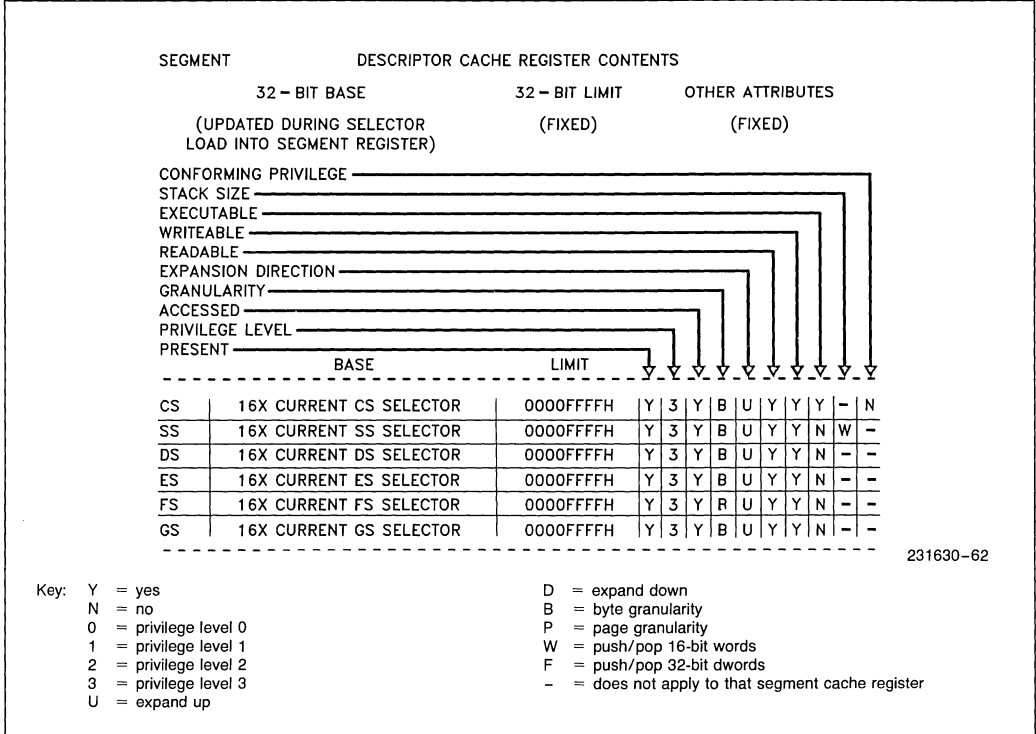 SEGMENT DESCRIPTOR CACHE REGISTER CONTENTS
32 – BIT BASE 32 – BIT LIMIT OTHER ATTRIBUTES
(UPDATED DURING SELECTOR (FIXED) (FIXED)
LOAD INTO SEGMENT REGISTER)
CONFORMING PRIVILEGE
STACK SIZE
EXECUTABLE
WRITEABLE
READABLE
EXPANSION DIRECTION
GRANULARITY
ACCESSED
PRIVILEGE LEVEL
PRESENT
BASE LIMIT
CS | 16X CURRENT CS SELECTOR | 0000FFFFH | Y | 3 | Y | B | U | Y | Y | Y | – | N
SS | 16X CURRENT SS SELECTOR | 0000FFFFH | Y | 3 | Y | B | U | Y | Y | N | W | –
DS | 16X CURRENT DS SELECTOR | 0000FFFFH | Y | 3 | Y | B | U | Y | Y | N | – | –
ES | 16X CURRENT ES SELECTOR | 0000FFFFH | Y | 3 | Y | B | U | Y | Y | N | – | –
FS | 16X CURRENT FS SELECTOR | 0000FFFFH | Y | 3 | Y | R | U | Y | Y | N | – | –
GS | 16X CURRENT GS SELECTOR | 0000FFFFH | Y | 3 | Y | B | U | Y | Y | N | – | –
231630–62
Key: Y = yes
N = no
0 = privilege level 0
1 = privilege level 1
2 = privilege level 2
3 = privilege level 3
U = expand up
D = expand down
B = byte granularity
P = page granularity
W = push/pop 16-bit words
F = push/pop 32-bit dwords
– = does not apply to that segment cache register